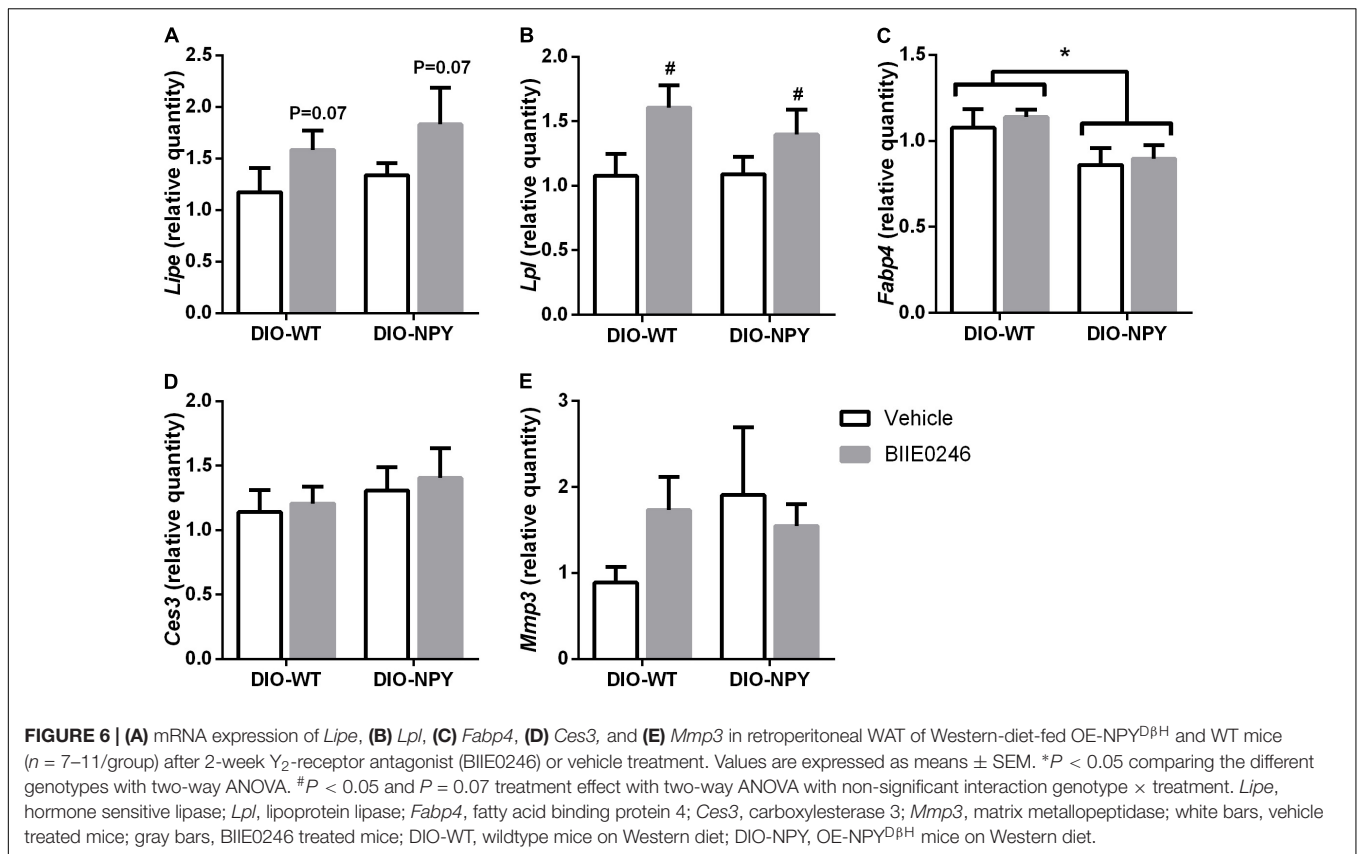 A
Lipe (relative quantity)
2.5
2.0
1.5
1.0
0.5
0.0
P=0.07
P=0.07
DIO-WT
DIO-NPY
B
Lpl (relative quantity)
2.0
1.5
1.0
0.5
0.0
#
#
DIO-WT
DIO-NPY
C
Fabp4 (relative quantity)
1.5
1.0
0.5
0.0
*
DIO-WT
DIO-NPY
D
Ces3 (relative quantity)
2.0
1.5
1.0
0.5
0.0
DIO-WT
DIO-NPY
E
Mmp3 (relative quantity)
3
2
1
0
DIO-WT
DIO-NPY
Vehicle
BIIE0246
FIGURE 6 | (A) mRNA expression of Lipe, (B) Lpl, (C) Fabp4, (D) Ces3, and (E) Mmp3 in retroperitoneal WAT of Western-diet-fed OE-NPYDβH and WT mice
(n = 7–11/group) after 2-week Y2-receptor antagonist (BIIE0246) or vehicle treatment. Values are expressed as means ± SEM. *P < 0.05 comparing the different
genotypes with two-way ANOVA. #P < 0.05 and P = 0.07 treatment effect with two-way ANOVA with non-significant interaction genotype × treatment. Lipe,
hormone sensitive lipase; Lpl, lipoprotein lipase; Fabp4, fatty acid binding protein 4; Ces3, carboxylesterase 3; Mmp3, matrix metallopeptidase; white bars, vehicle
treated mice; gray bars, BIIE0246 treated mice; DIO-WT, wildtype mice on Western diet; DIO-NPY, OE-NPYDβH mice on Western diet.